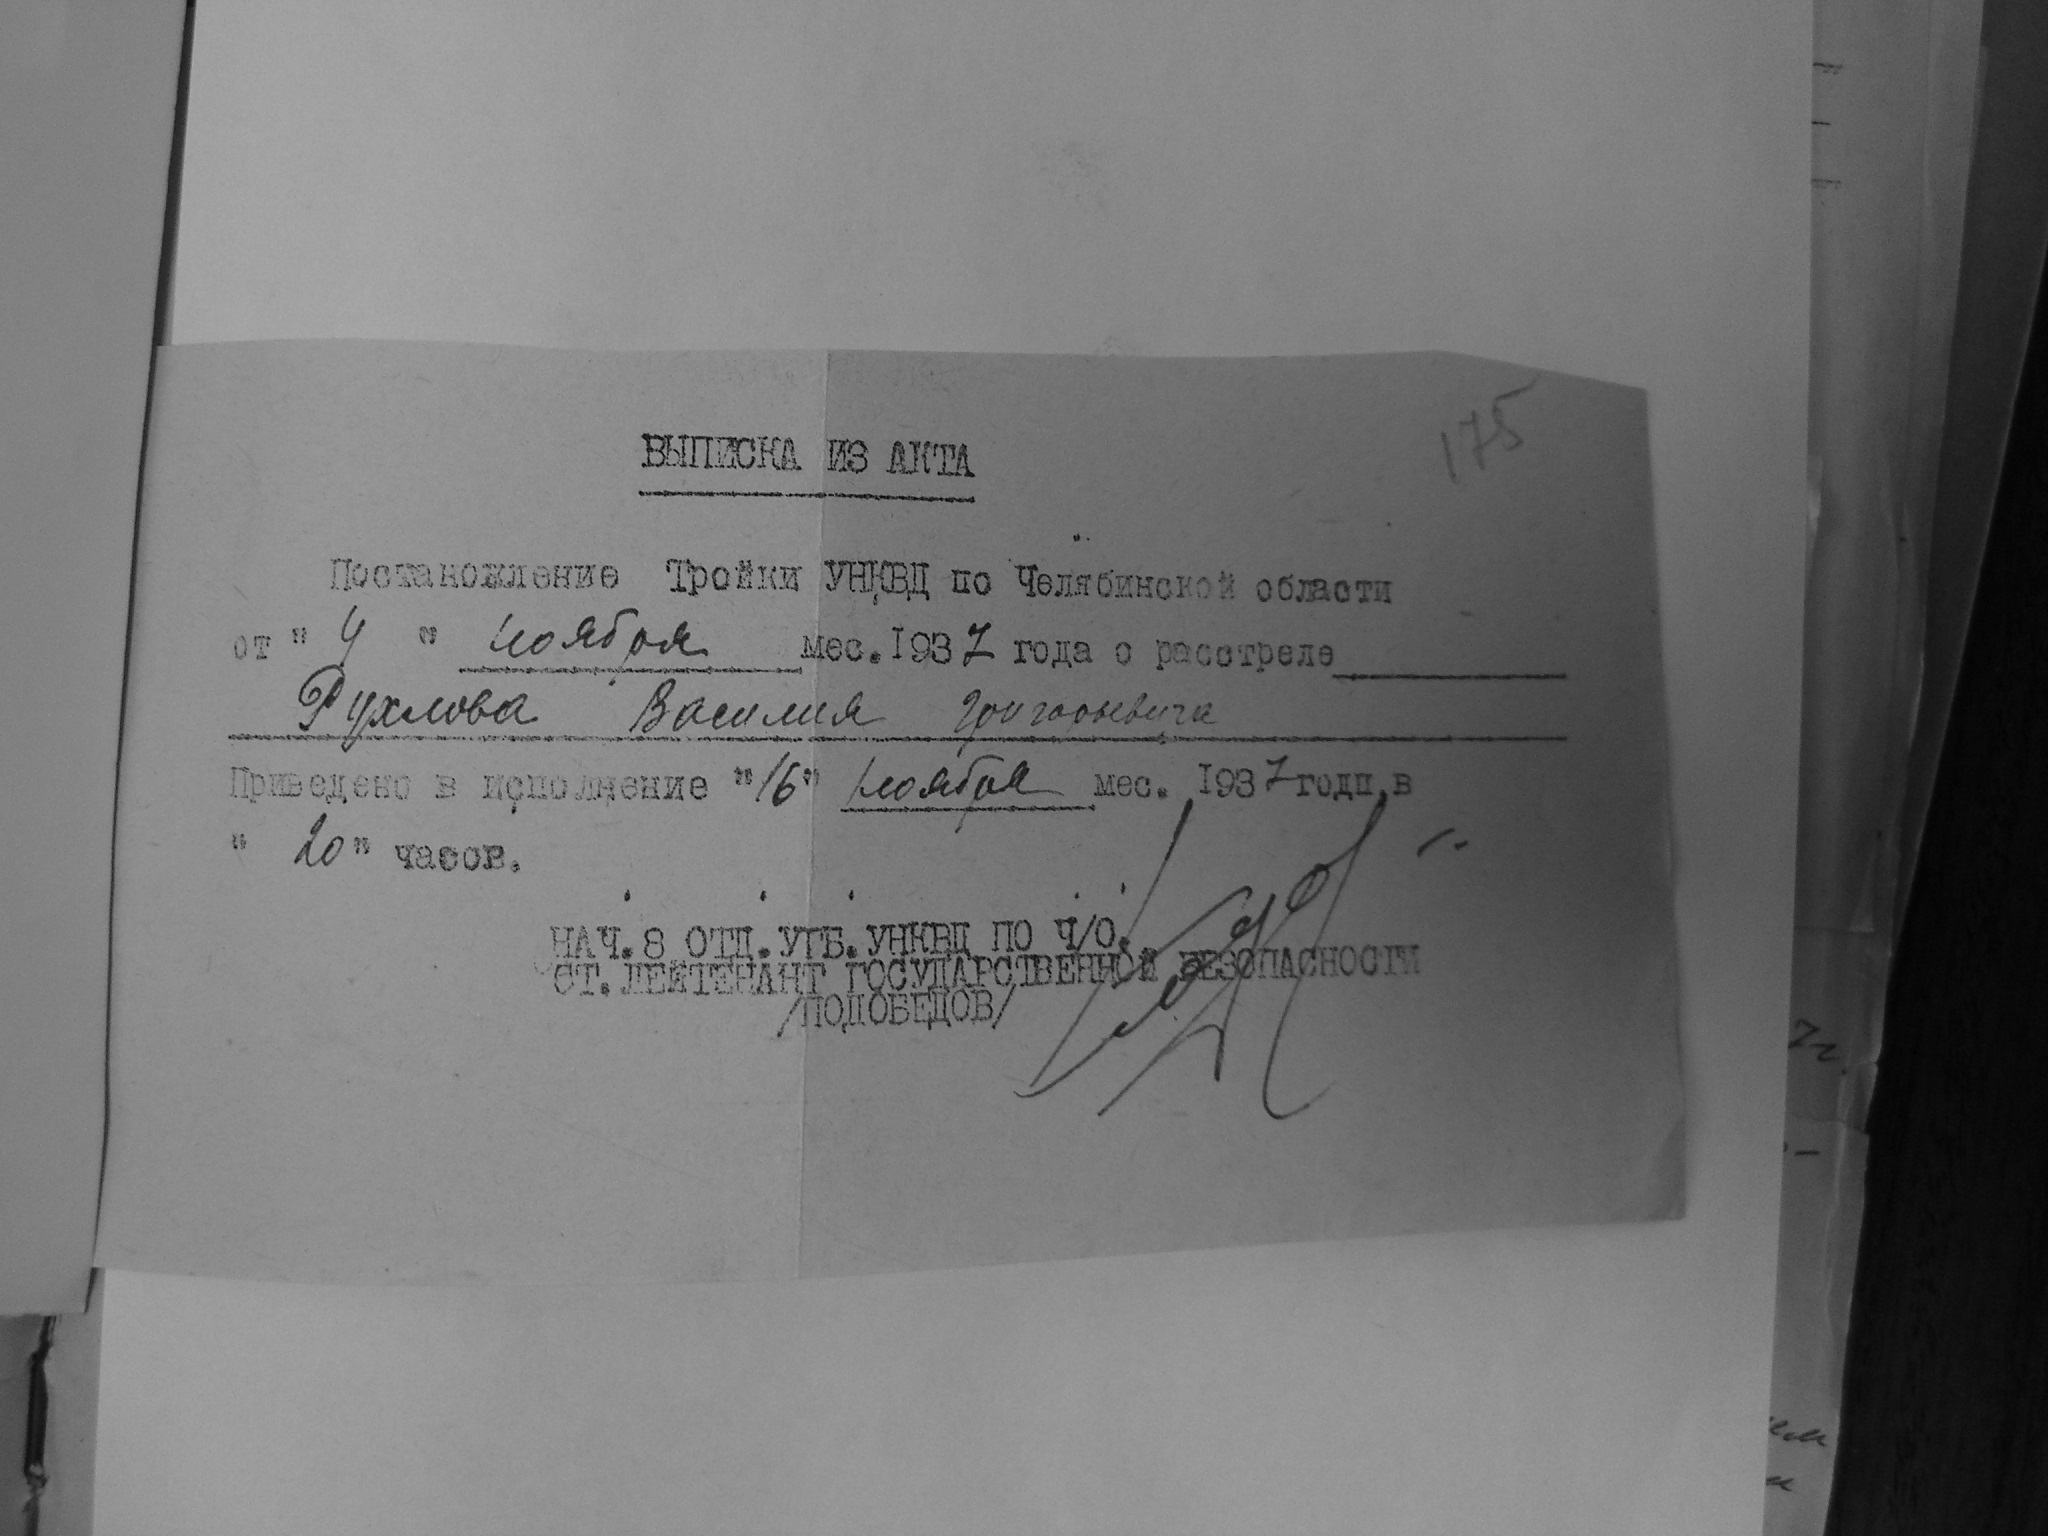 175
ВЫПИСКА ИЗ АКТА
Постановление Тройки УНКВД по Челябинской области
от "4" ноября мес. 1937 года о расстреле
Рухлова Василия Григорьевича
Приведено в исполнение "16" ноября мес. 1937 годп.в
"20" часов.
НАЧ.8 ОТД.УГБ.УНКВД ПО Ч/О.
СТ.ЛЕЙТЕНАНТ ГОСУДАРСТВЕННОЙ БЕЗОПАСНОСТИ
/ПОДОБЕДОВ/